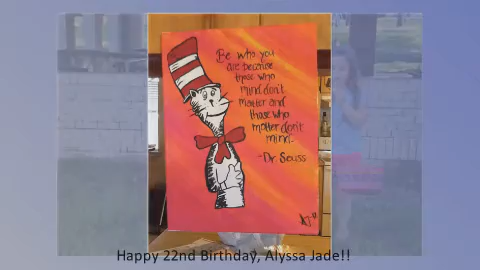 Be who you
are because
those who
mind don't
matter and
those who
matter don't
mind.
-Dr. Seuss
Happy 22nd Birthday, Alyssa Jade!!